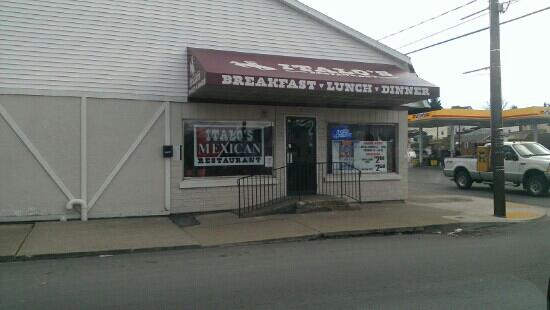 ITALO'S
BREAKFAST • LUNCH • DINNER
ITALO'S
MEXICAN
RESTAURANT